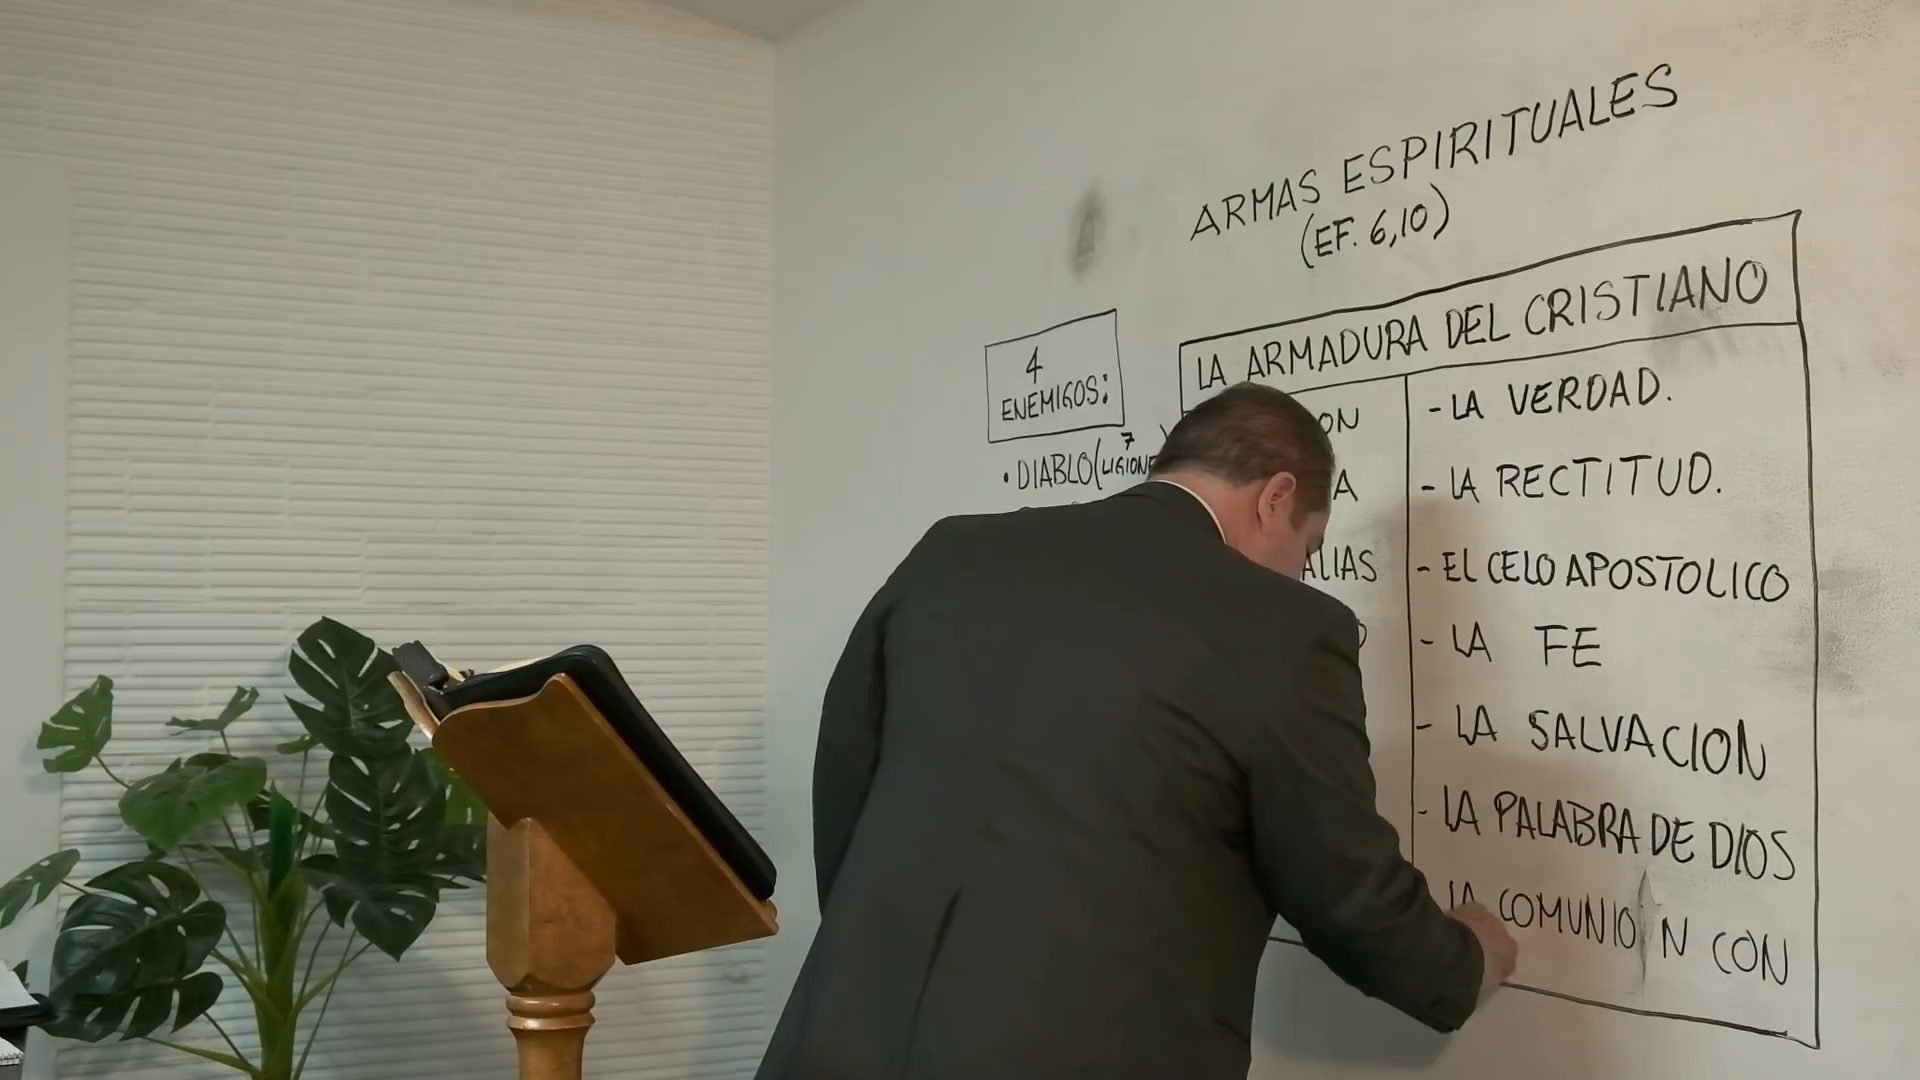 ARMAS ESPIRITUALES
(EF. 6,10)
4
ENEMIGOS:
• DIABLO (7
LA ARMADURA DEL CRISTIANO
- LA VERDAD.
- LA RECTITUD.
- EL CELO APOSTOLICO
- LA FE
- LA SALVACION
- LA PALABRA DE DIOS
LA COMUNION CON